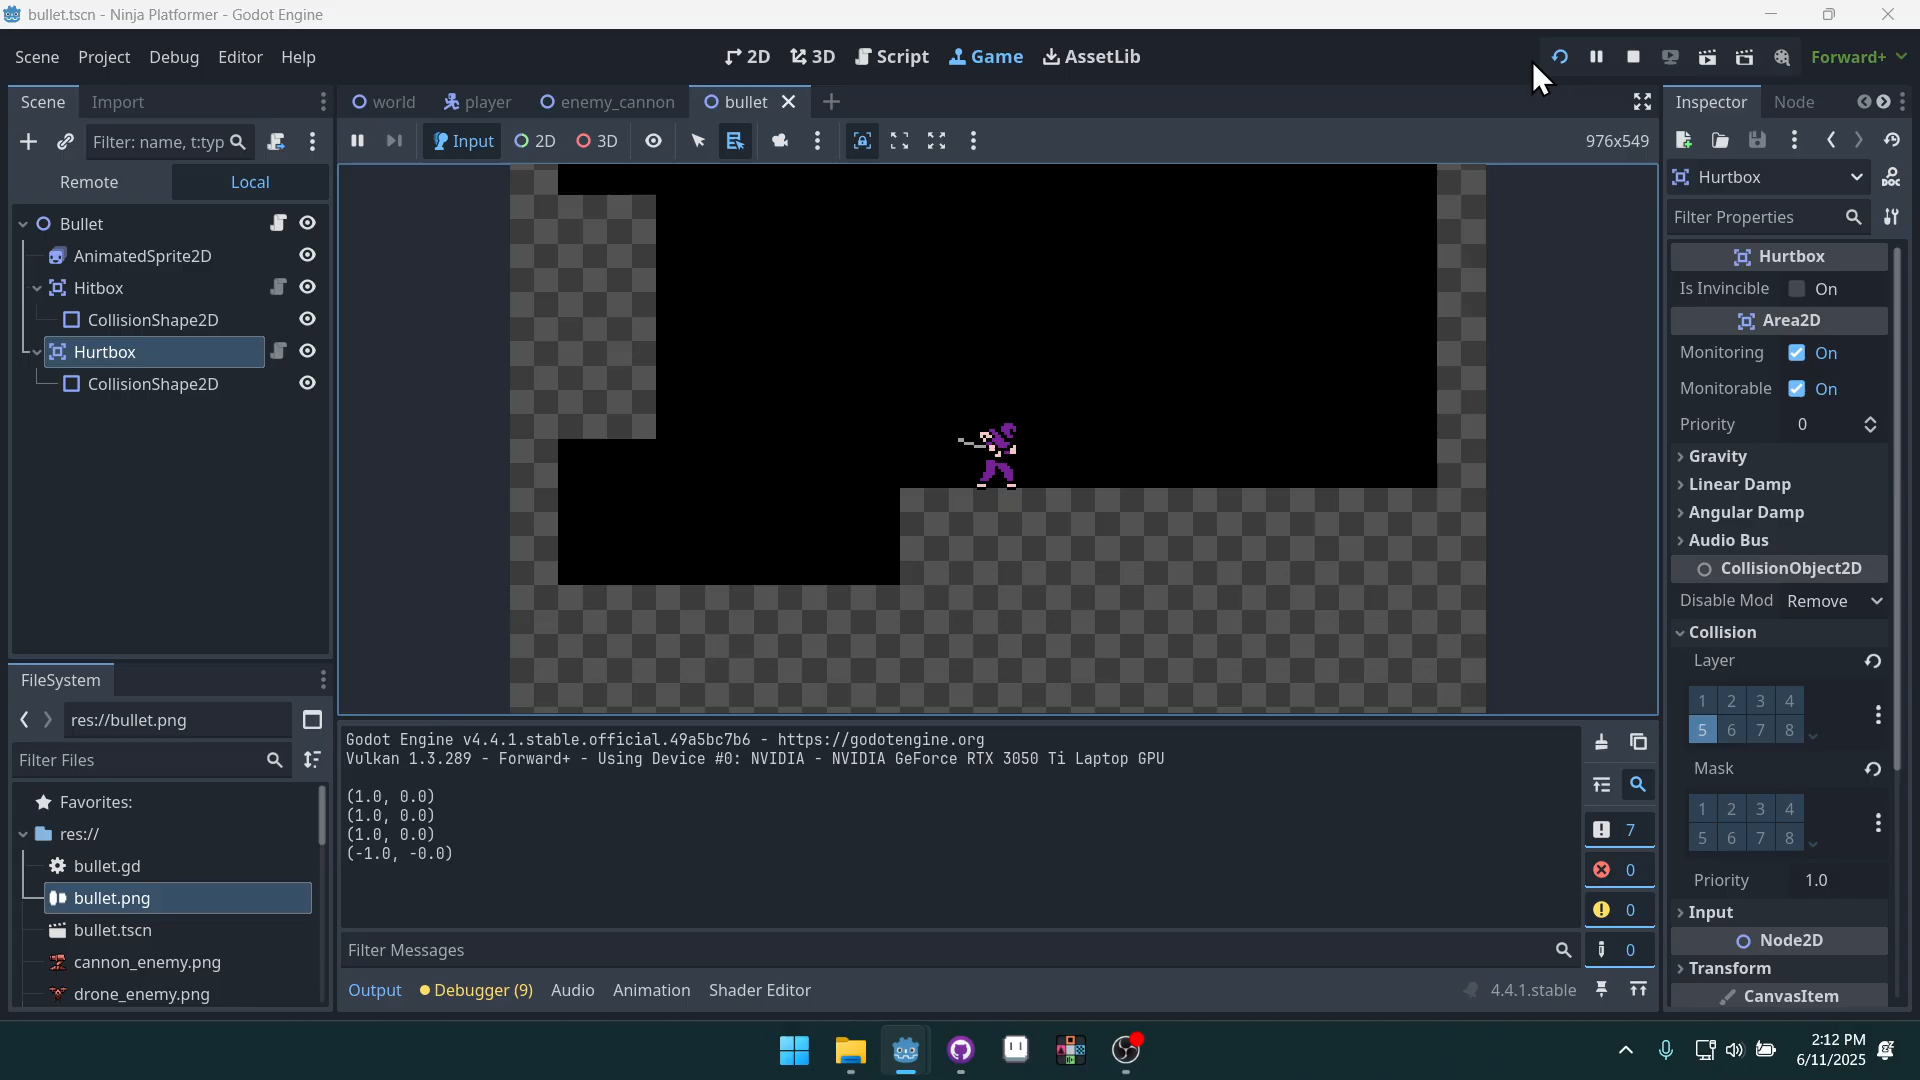 bullet.tscn - Ninja Platformer - Godot Engine
Scene Project Debug Editor Help
2D 3D Script Game AssetLib
Forward+
Scene Import
world player enemy_cannon bullet
Inspector Node
Filter: name, t:typ
Input 2D 3D
976x549
Remote Local
Hurtbox
Filter Properties
Bullet
AnimatedSprite2D
Hitbox
CollisionShape2D
Hurtbox
CollisionShape2D
Hurtbox
Is Invincible On
Area2D
Monitoring On
Monitorable On
Priority 0
Gravity
Linear Damp
Angular Damp
Audio Bus
CollisionObject2D
Disable Mod Remove
Collision
Layer
1 2 3 4
5 6 7 8
Mask
1 2 3 4
5 6 7 8
Priority 1.0
Input
Node2D
Transform
CanvasItem
FileSystem
res://bullet.png
Filter Files
Favorites:
res://
bullet.gd
bullet.png
bullet.tscn
cannon_enemy.png
drone_enemy.png
Godot Engine v4.4.1.stable.official.49a5bc7b6 - https://godotengine.org
Vulkan 1.3.289 - Forward+ - Using Device #0: NVIDIA - NVIDIA GeForce RTX 3050 Ti Laptop GPU
(1.0, 0.0)
(1.0, 0.0)
(1.0, 0.0)
(-1.0, -0.0)
7
0
0
0
Filter Messages
Output Debugger (9) Audio Animation Shader Editor
4.4.1.stable
DOC
2:12 PM
6/11/2025